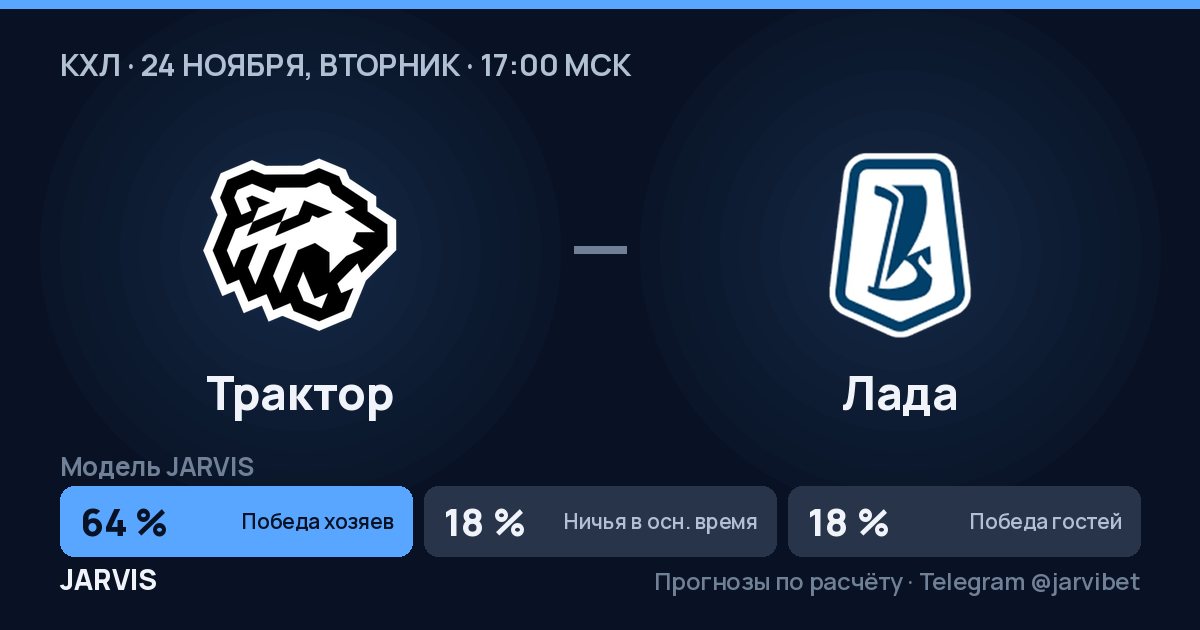 КХЛ · 24 НОЯБРЯ, ВТОРНИК · 17:00 МСК
–
Трактор
Лада
Модель JARVIS
64 % Победа хозяев
18 % Ничья в осн. время
18 % Победа гостей
JARVIS
Прогнозы по расчёту · Telegram @jarvibet